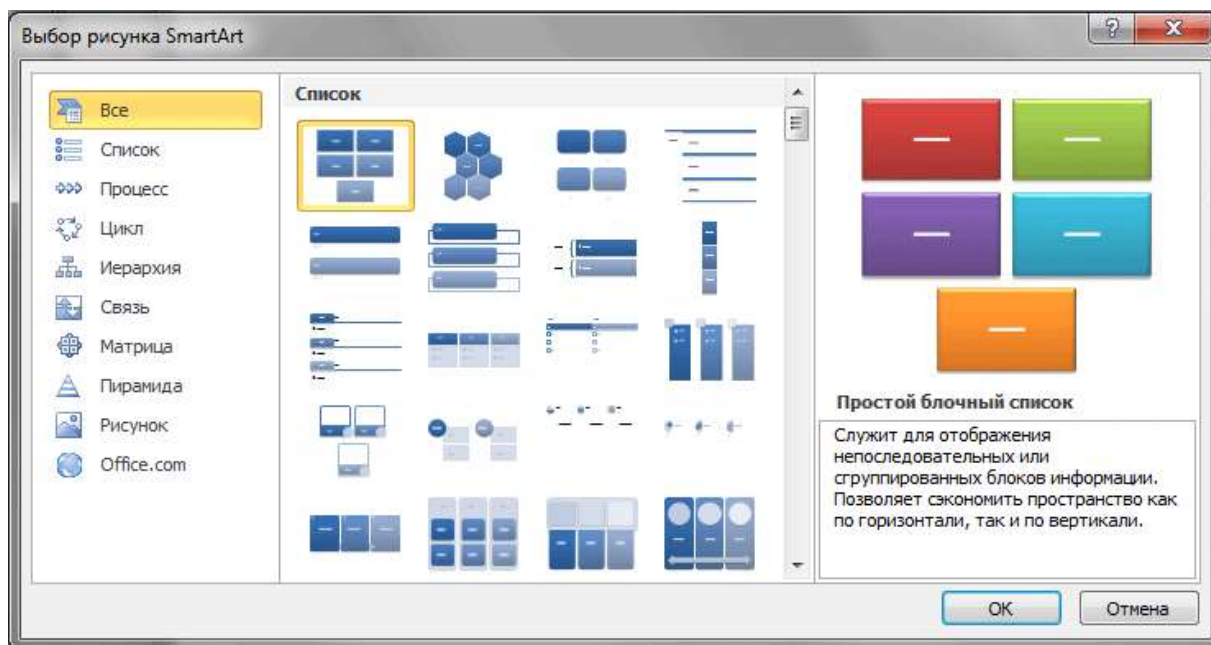 Выбор рисунка SmartArt
Все
Список
Процесс
Цикл
Иерархия
Связь
Матрица
Пирамида
Рисунок
Office.com
Список
Простой блочный список
Служит для отображения
непоследовательных или
сгруппированных блоков информации.
Позволяет сэкономить пространство как
по горизонтали, так и по вертикали.
ОК
Отмена